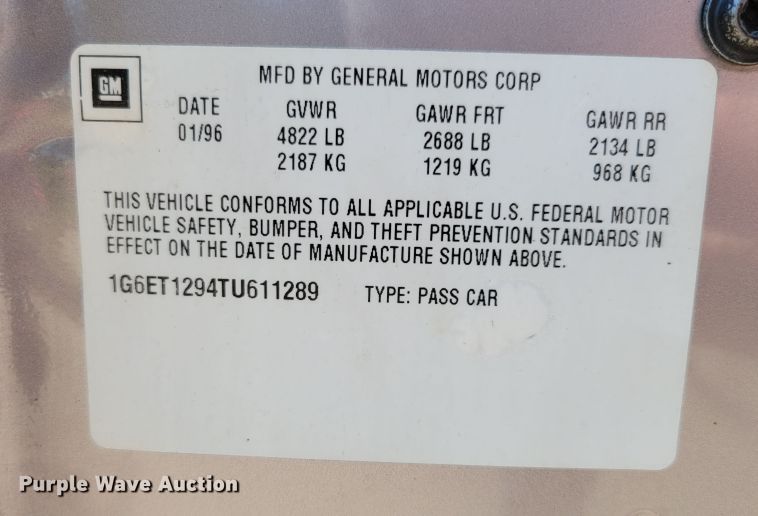 GM
MFD BY GENERAL MOTORS CORP
DATE GVWR GAWR FRT GAWR RR
01/96 4822 LB 2688 LB 2134 LB
2187 KG 1219 KG 968 KG
THIS VEHICLE CONFORMS TO ALL APPLICABLE U.S. FEDERAL MOTOR
VEHICLE SAFETY, BUMPER, AND THEFT PREVENTION STANDARDS IN
EFFECT ON THE DATE OF MANUFACTURE SHOWN ABOVE.
1G6ET1294TU611289 TYPE: PASS CAR
Purple Wave Auction